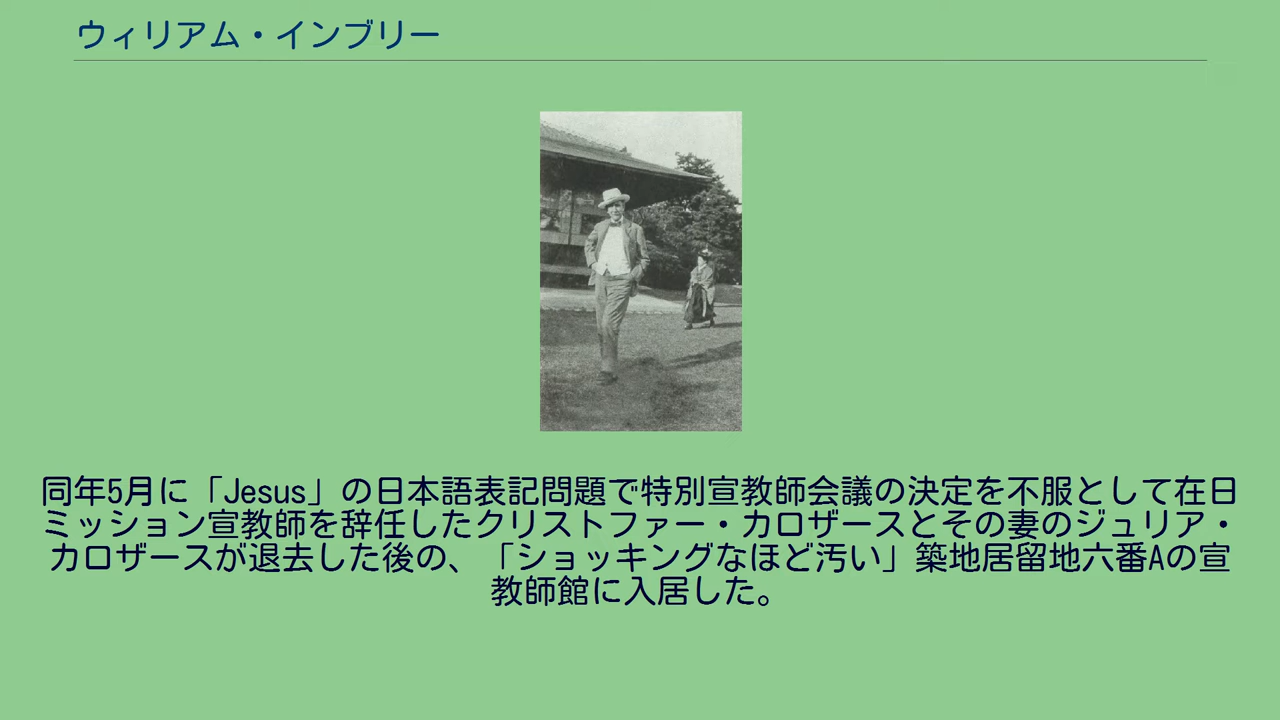 ウィリアム・インブリー
同年5月に「Jesus」の日本語表記問題で特別宣教師会議の決定を不服として在日
ミッション宣教師を辞任したクリストファー・カロザースとその妻のジュリア・
カロザースが退去した後の、「ショッキングなほど汚い」築地居留地六番Aの宣
教師館に入居した。